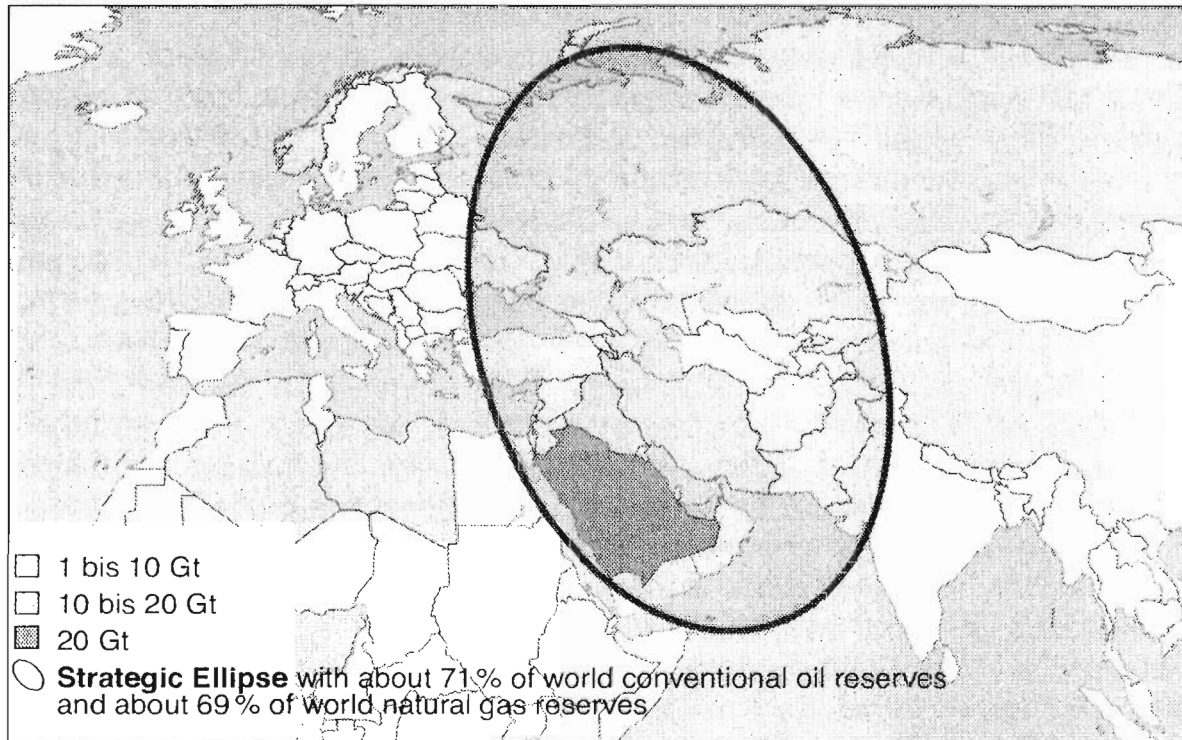 1 bis 10 Gt
10 bis 20 Gt
20 Gt
Strategic Ellipse with about 71% of world conventional oil reserves
and about 69% of world natural gas reserves